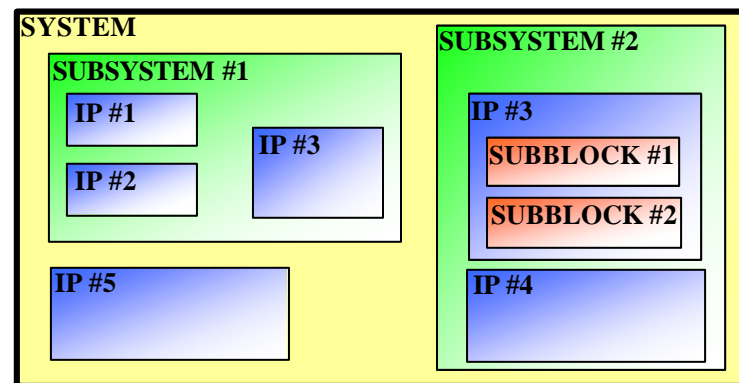 SYSTEM
SUBSYSTEM #1
IP #1
IP #2
IP #3
IP #5
SUBSYSTEM #2
IP #3
SUBBLOCK #1
SUBBLOCK #2
IP #4